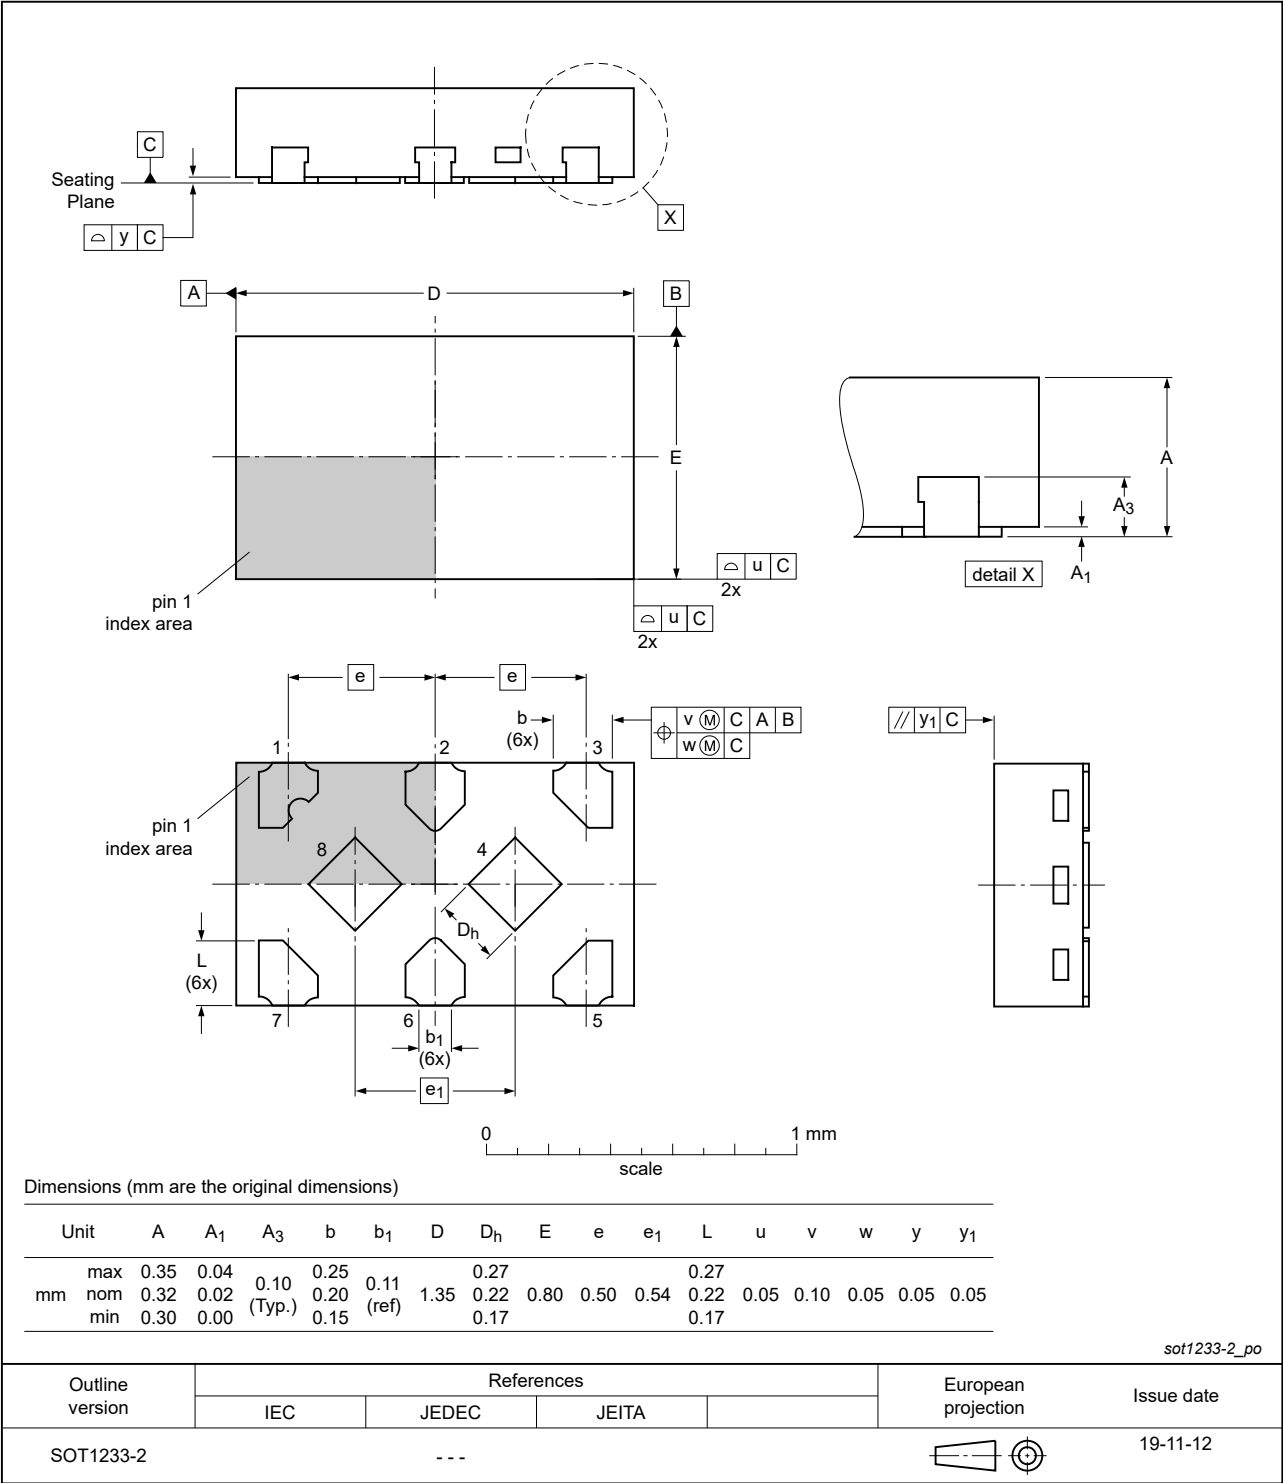 C
Seating
Plane
y C
X
A
D
B
E
A
A3
pin 1
index area
u C
2x
u C
2x
detail X
A1
e
e
b
(6x)
v M C A B
w M C
// y1 C
1
2
3
pin 1
index area
8
4
Dh
L
(6x)
7
6
5
b1
(6x)
e1
0
1 mm
scale
Dimensions (mm are the original dimensions)
Unit A A1 A3 b b1 D Dh E e e1 L u v w y y1
mm
max 0.35 0.04 0.25 0.27 0.27
nom 0.32 0.02 0.10 (Typ.) 0.20 0.11 (ref) 1.35 0.22 0.80 0.50 0.54 0.22 0.05 0.10 0.05 0.05 0.05
min 0.30 0.00 0.15 0.17 0.17
sot1233-2_po
Outline
version
References
IEC JEDEC JEITA
European
projection
Issue date
SOT1233-2
- - -
19-11-12